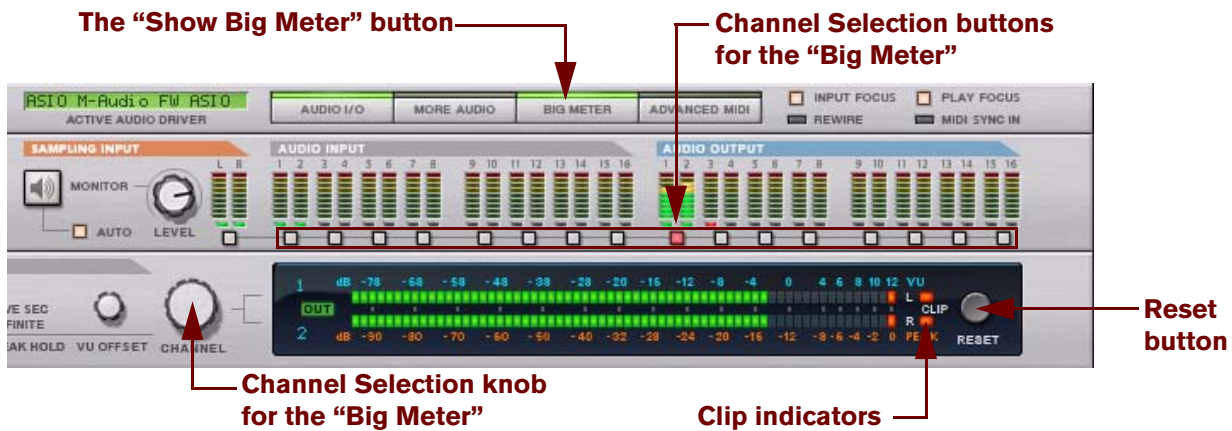 The “Show Big Meter” button
Channel Selection buttons
for the “Big Meter”
ASIO M-Audio FW ASIO
ACTIVE AUDIO DRIVER
AUDIO I/O
MORE AUDIO
BIG METER
ADVANCED MIDI
INPUT FOCUS
PLAY FOCUS
REWIRE
MIDI SYNC IN
SAMPLING INPUT
AUDIO INPUT
AUDIO OUTPUT
L R
1 2 3 4 5 6 7 8 9 10 11 12 13 14 15 16
1 2 3 4 5 6 7 8 9 10 11 12 13 14 15 16
MONITOR
AUTO
LEVEL
1 dB -78 -68 -58 -48 -38 -28 -20 -16 -12 -8 -4 0 4 6 8 10 12 VU
L
OUT
CLIP
R
2 dB -90 -80 -70 -60 -50 -40 -32 -28 -24 -20 -16 -12 -8 -6 -4 -2 0
RESET
VE SEC
FINITE
EAK HOLD
VU OFFSET
CHANNEL
Reset
button
Channel Selection knob
for the “Big Meter”
Clip indicators